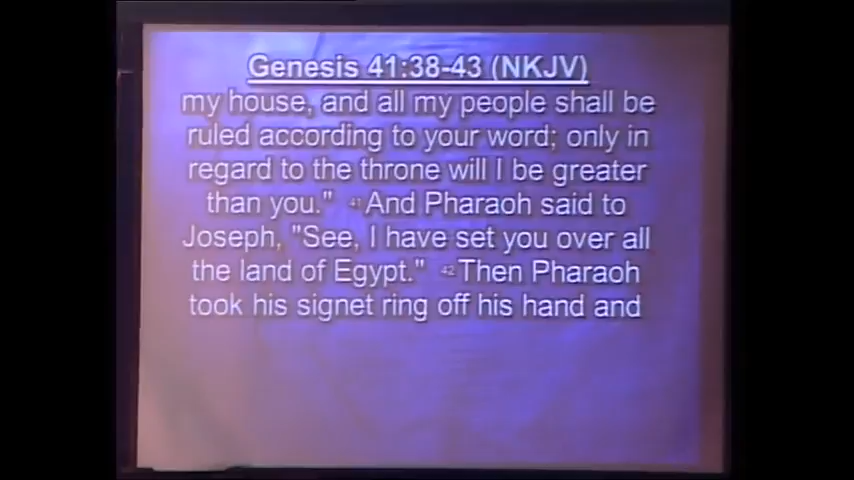 Genesis 41:38-43 (NKJV)
my house, and all my people shall be
ruled according to your word; only in
regard to the throne will I be greater
than you." 41 And Pharaoh said to
Joseph, "See, I have set you over all
the land of Egypt." 42 Then Pharaoh
took his signet ring off his hand and